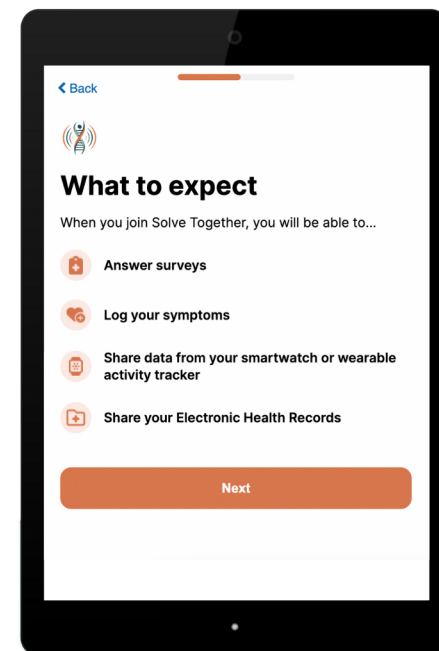 Back
What to expect
When you join Solve Together, you will be able to...
Answer surveys
Log your symptoms
Share data from your smartwatch or wearable
activity tracker
Share your Electronic Health Records
Next